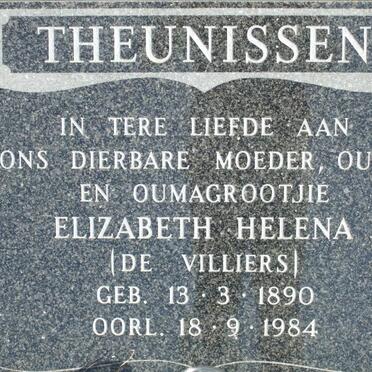 THEUNISSEN
IN TERE LIEFDE AAN
ONS DIERBARE MOEDER, OU
EN OUMAGROOTJIE
ELIZABETH HELENA
(DE VILLIERS)
GEB. 13 · 3 · 1890
OORL. 18 · 9 · 1984